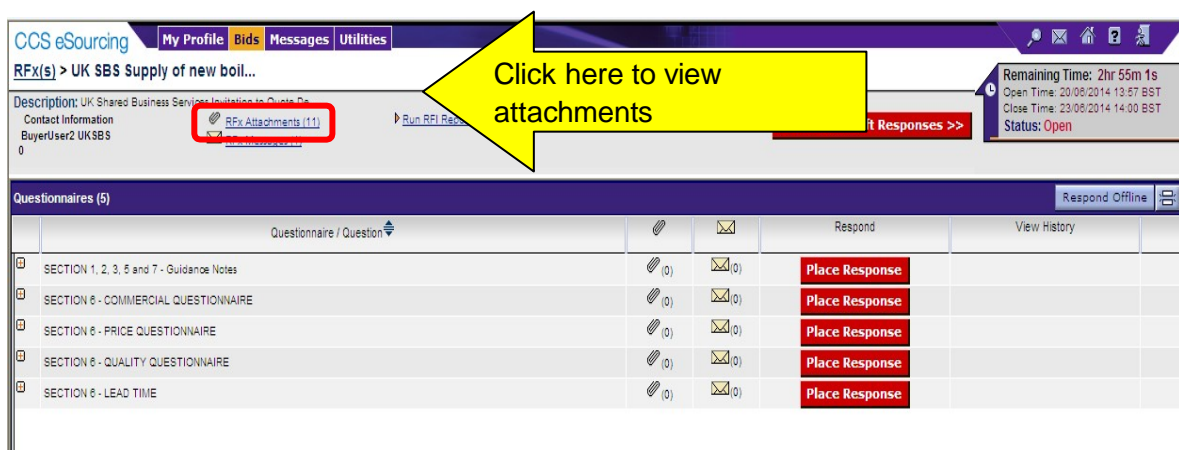 CCS eSourcing My Profile Bids Messages Utilities
RFx(s) > UK SBS Supply of new boil...
Click here to view
attachments
Remaining Time: 2hr 55m 1s
Open Time: 20/06/2014 13:57 BST
Close Time: 23/06/2014 14:00 BST
Status: Open
Description: UK Shared Business Services Invitation to Quote De
Contact Information
BuyerUser2 UKSBS
0
RFx Attachments (11)
RFx Messages (1)
Run RFI Repo
t Responses >>
Questionnaires (5) Respond Offline
Questionnaire / Question Respond View History
SECTION 1, 2, 3, 5 and 7 - Guidance Notes (0) (0) Place Response
SECTION 6 - COMMERCIAL QUESTIONNAIRE (0) (0) Place Response
SECTION 6 - PRICE QUESTIONNAIRE (0) (0) Place Response
SECTION 6 - QUALITY QUESTIONNAIRE (0) (0) Place Response
SECTION 6 - LEAD TIME (0) (0) Place Response